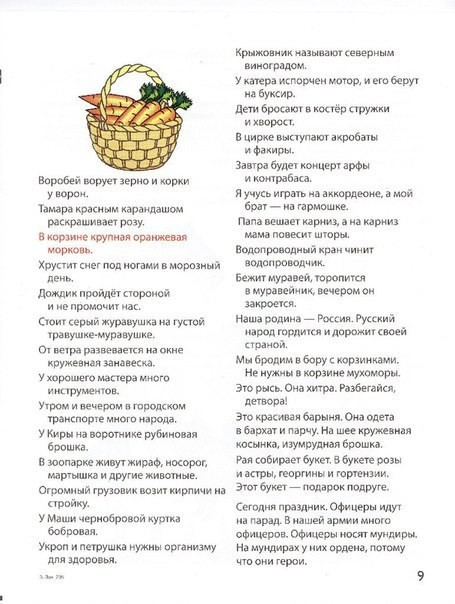 Воробей ворует зерно и корки
у ворон.
Тамара красным карандашом
раскрашивает розу.
В корзине крупная оранжевая
морковь.
Хрустит снег под ногами в морозный
день.
Дождик пройдёт стороной
и не промочит нас.
Стоит серый журавушка на густой
травушке-муравушке.
От ветра развевается на окне
кружевная занавеска.
У хорошего мастера много
инструментов.
Утром и вечером в городском
транспорте много народа.
У Киры на воротнике рубиновая
брошка.
В зоопарке живут жираф, носорог,
мартышка и другие животные.
Огромный грузовик возит кирпичи на
стройку.
У Маши чернобровой куртка
бобровая.
Укроп и петрушка нужны организму
для здоровья.
Крыжовник называют северным
виноградом.
У катера испорчен мотор, и его берут
на буксир.
Дети бросают в костёр стружки
и хворост.
В цирке выступают акробаты
и факиры.
Завтра будет концерт арфы
и контрабаса.
Я учусь играть на аккордеоне, а мой
брат — на гармошке.
Папа вешает карниз, а на карниз
мама повесит шторы.
Водопроводный кран чинит
водопроводчик.
Бежит муравей, торопится
в муравейник, вечером он
закроется.
Наша родина — Россия. Русский
народ гордится и дорожит своей
страной.
Мы бродим в бору с корзинками.
Не нужны в корзине мухоморы.
Это рысь. Она хитра. Разбегайся,
детвора!
Это красивая барыня. Она одета
в бархат и парчу. На шее кружевная
косынка, изумрудная брошка.
Рая собирает букет. В букете розы
и астры, георгины и гортензии.
Этот букет — подарок подруге.
Сегодня праздник. Офицеры идут
на парад. В нашей армии много
офицеров. Офицеры носят мундиры.
На мундирах у них ордена, потому
что они герои.
9